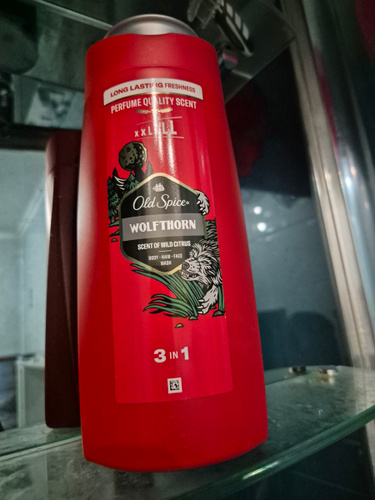 LONG LASTING FRESHNESS
PERFUME QUALITY SCENT
Old Spice
WOLFTHORN
SCENT OF WILD CITRUS
BODY · HAIR · FACE
WASH
3 IN 1